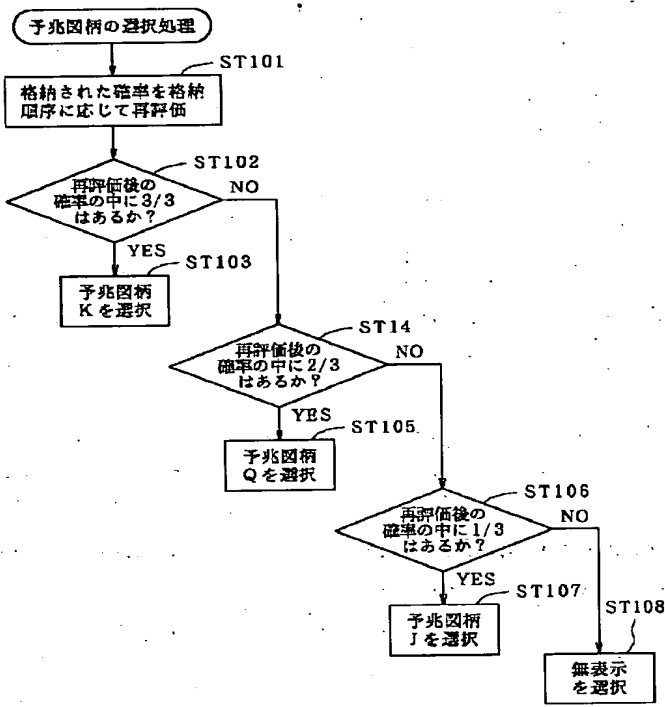 予兆図柄の選択処理
ST101
格納された確率を格納
順序に応じて再評価
ST102
再評価後の
確率の中に3/3
はあるか？
NO
YES
ST103
予兆図柄
Kを選択
ST14
再評価後の
確率の中に2/3
はあるか？
NO
YES
ST105
予兆図柄
Qを選択
ST106
再評価後の
確率の中に1/3
はあるか？
NO
YES
ST107
予兆図柄
Jを選択
ST108
無表示
を選択